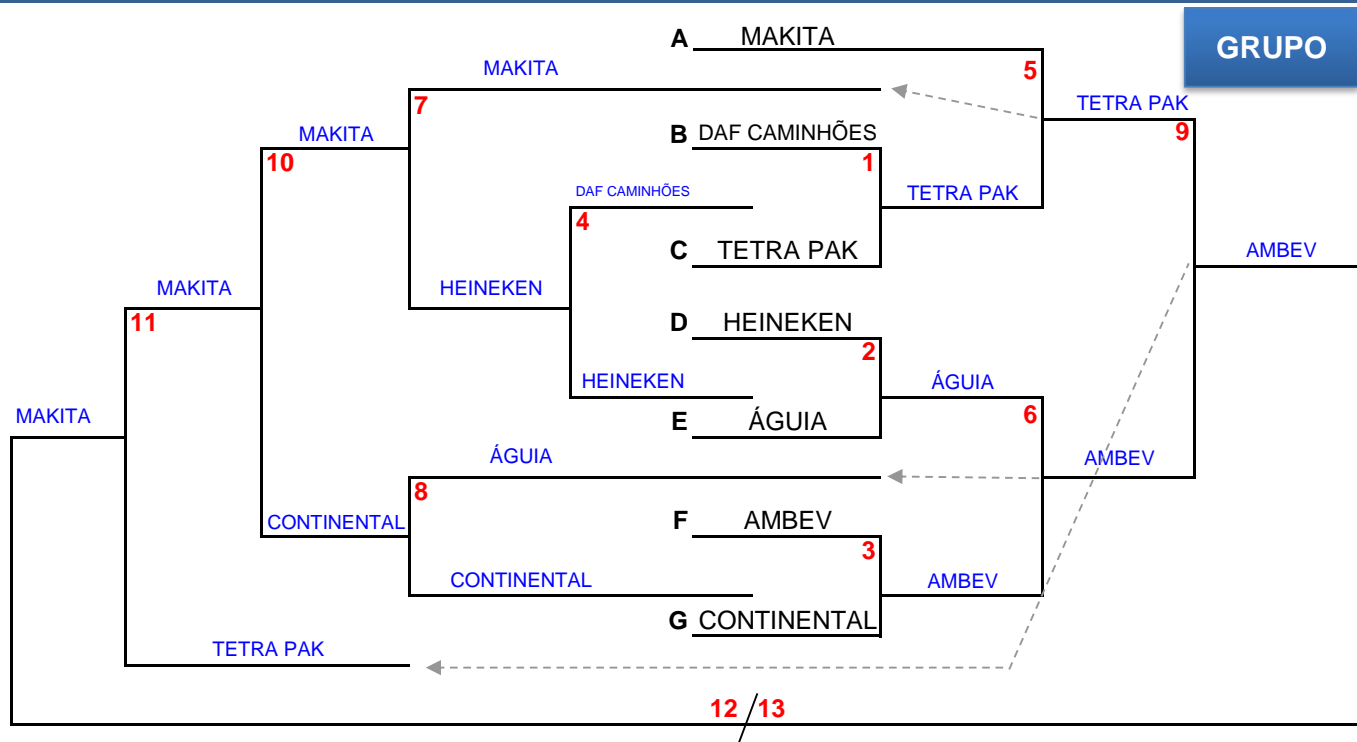 A MAKITA
GRUPO
MAKITA
5
7
TETRA PAK
9
MAKITA
B DAF CAMINHÕES
10
1
DAF CAMINHÕES
TETRA PAK
4
C TETRA PAK
AMBEV
MAKITA
HEINEKEN
11
D HEINEKEN
2
HEINEKEN
ÁGUIA
MAKITA
E ÁGUIA
6
ÁGUIA
AMBEV
8
CONTINENTAL
F AMBEV
3
CONTINENTAL
AMBEV
G CONTINENTAL
TETRA PAK
12 / 13